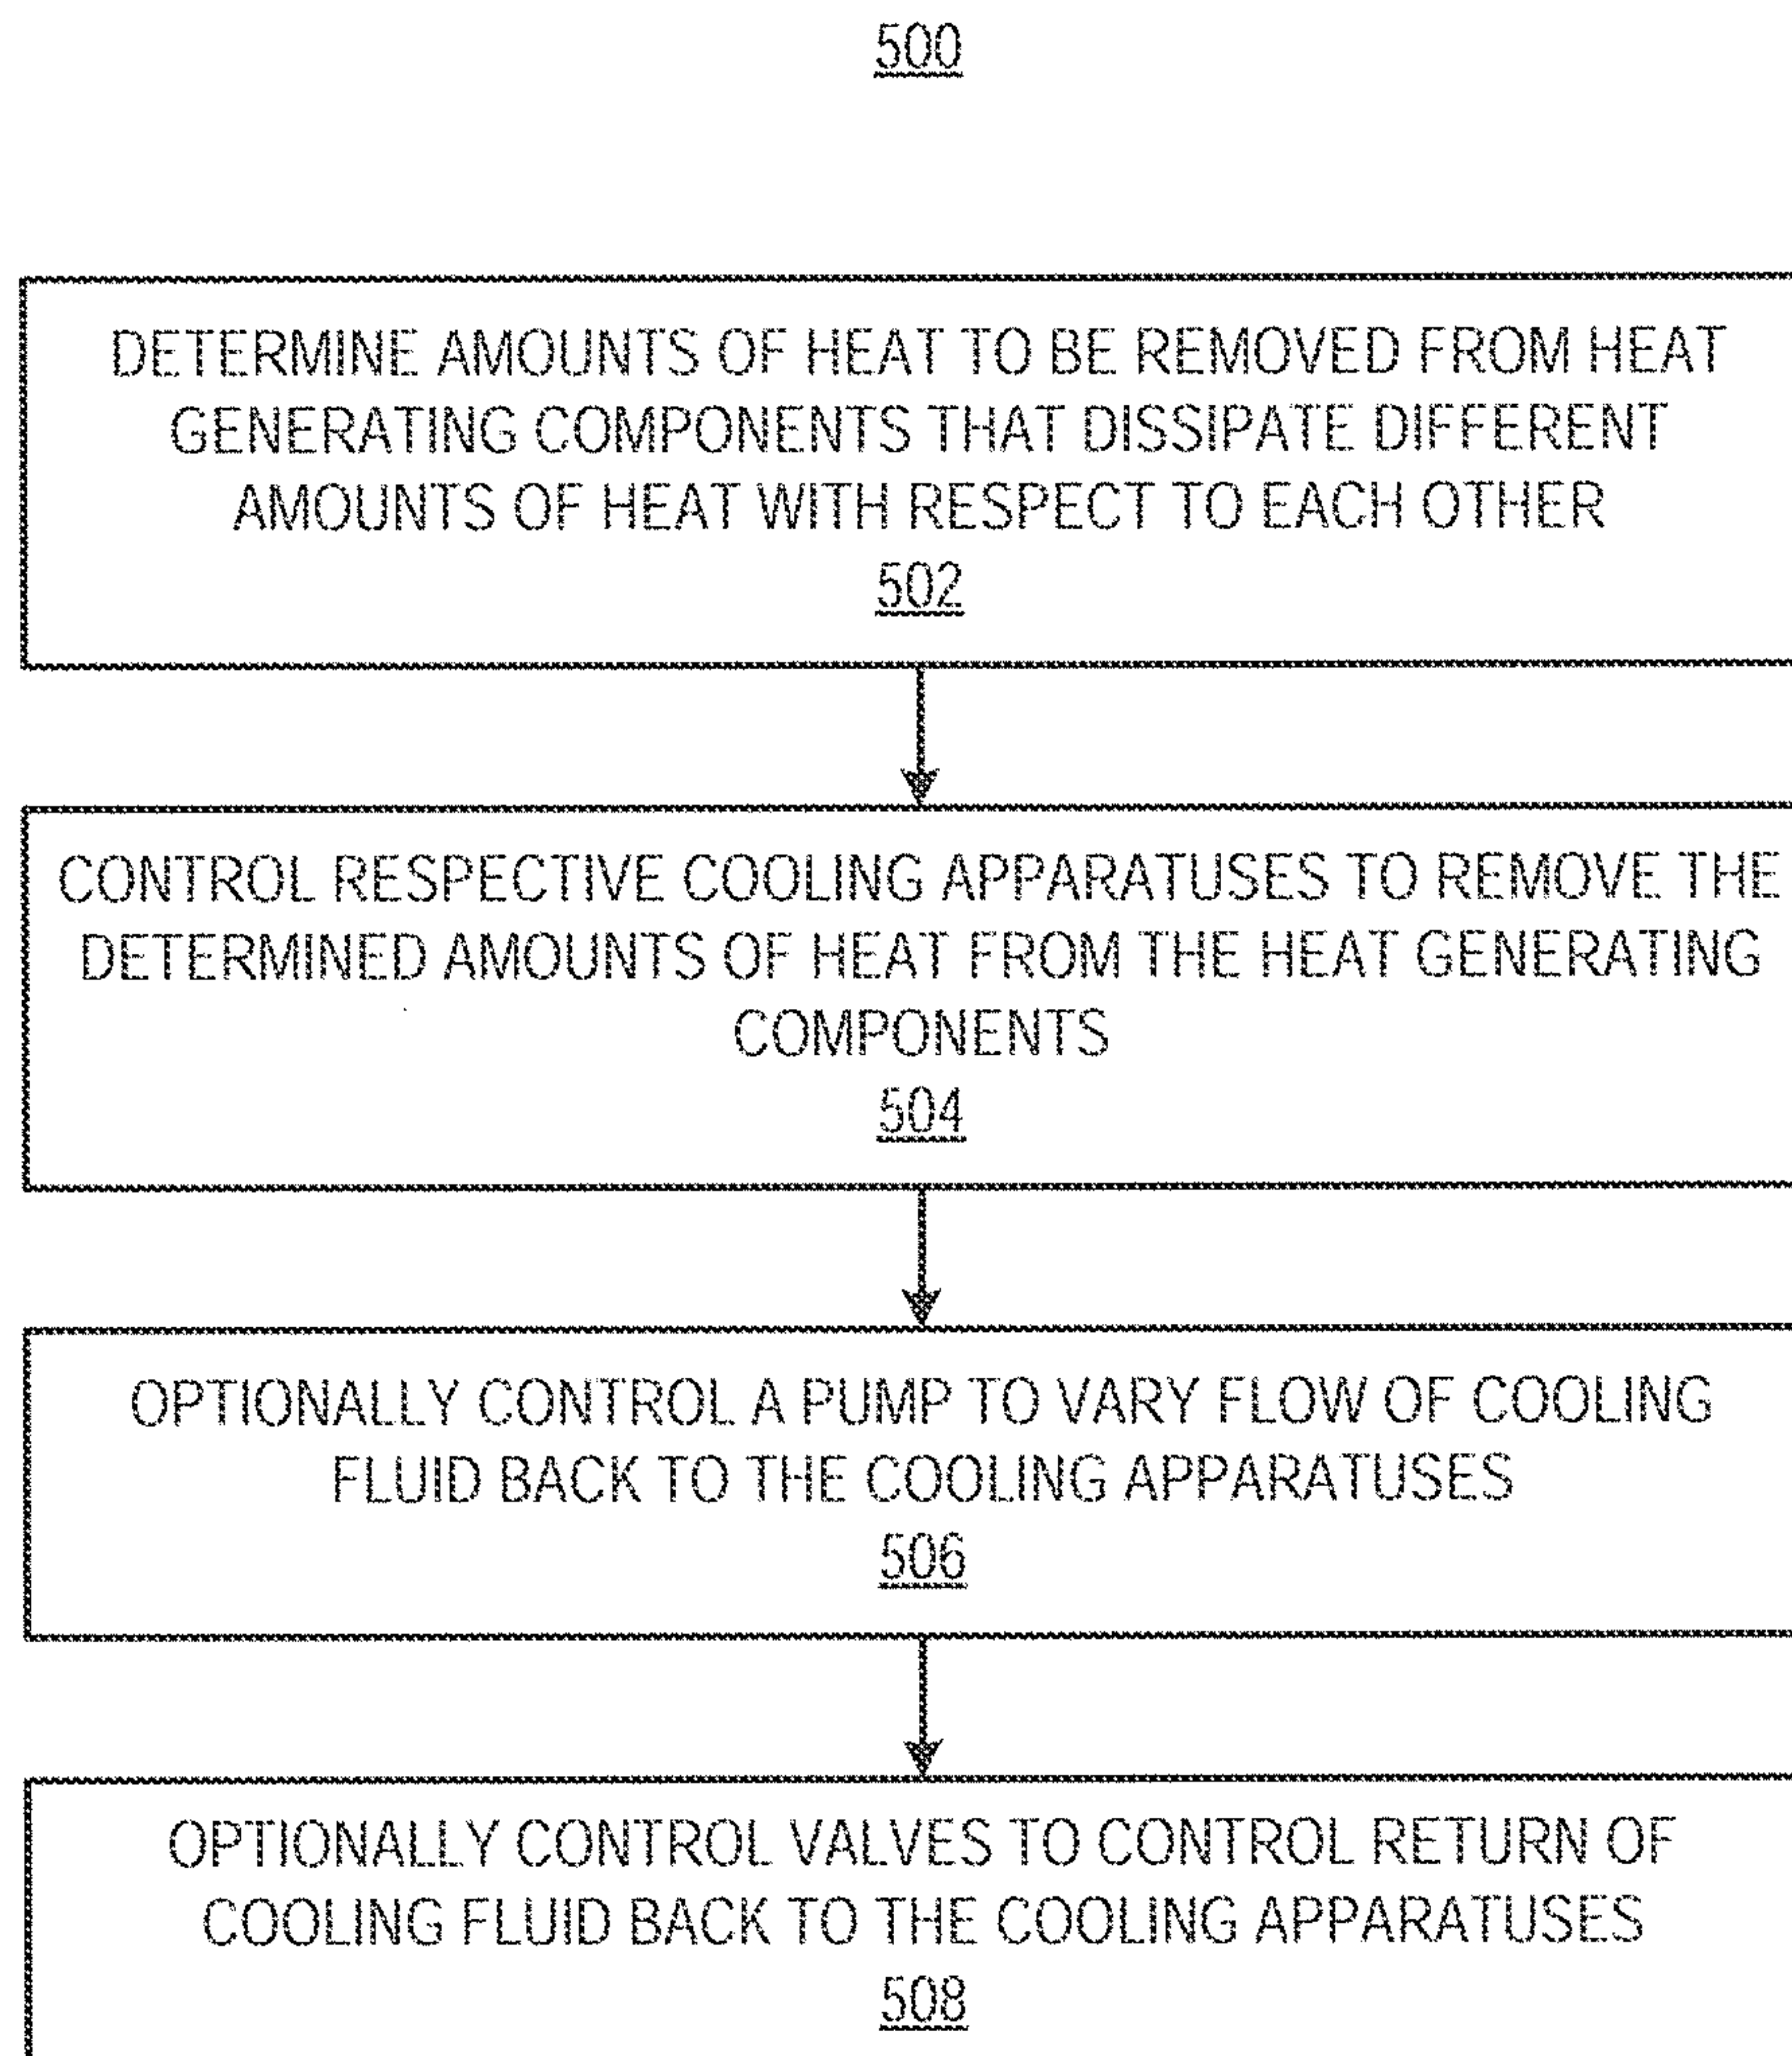 500
DETERMINE AMOUNTS OF HEAT TO BE REMOVED FROM HEAT
GENERATING COMPONENTS THAT DISSIPATE DIFFERENT
AMOUNTS OF HEAT WITH RESPECT TO EACH OTHER
502
CONTROL RESPECTIVE COOLING APPARATUSES TO REMOVE THE
DETERMINED AMOUNTS OF HEAT FROM THE HEAT GENERATING
COMPONENTS
504
OPTIONALLY CONTROL A PUMP TO VARY FLOW OF COOLING
FLUID BACK TO THE COOLING APPARATUSES
506
OPTIONALLY CONTROL VALVES TO CONTROL RETURN OF
COOLING FLUID BACK TO THE COOLING APPARATUSES
508